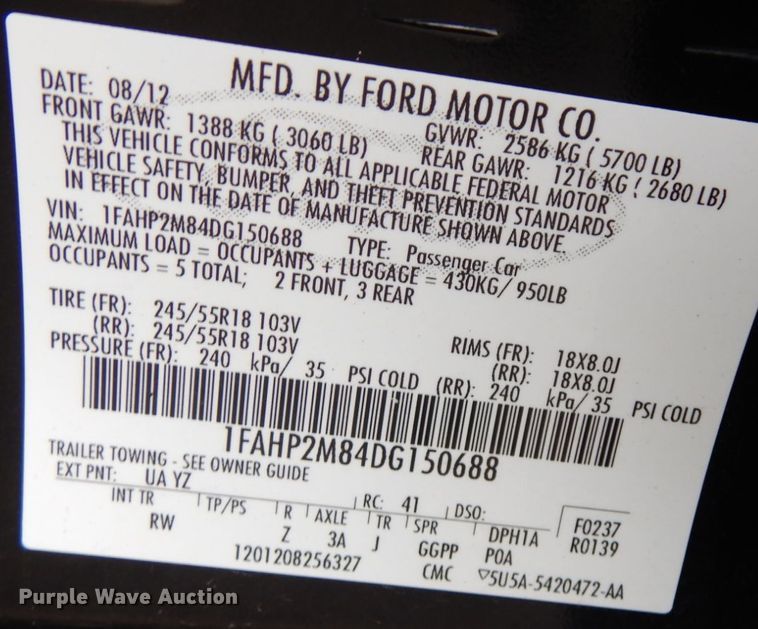 MFD. BY FORD MOTOR CO.
DATE: 08/12 GVWR: 2586 KG ( 5700 LB)
FRONT GAWR: 1388 KG ( 3060 LB) REAR GAWR: 1216 KG ( 2680 LB)
THIS VEHICLE CONFORMS TO ALL APPLICABLE FEDERAL MOTOR
VEHICLE SAFETY, BUMPER, AND THEFT PREVENTION STANDARDS
IN EFFECT ON THE DATE OF MANUFACTURE SHOWN ABOVE.
VIN: 1FAHP2M84DG150688 TYPE: Passenger Car
MAXIMUM LOAD = OCCUPANTS + LUGGAGE = 430KG/ 950LB
OCCUPANTS = 5 TOTAL; 2 FRONT, 3 REAR
TIRE (FR): 245/55R18 103V RIMS (FR): 18X8.0J
(RR): 245/55R18 103V (RR): 18X8.0J
PRESSURE (FR): 240 kPa/ 35 PSI COLD (RR): 240 kPa/ 35 PSI COLD
1FAHP2M84DG150688
TRAILER TOWING - SEE OWNER GUIDE
EXT PNT: UA YZ RC: 41 DSO: F0237
INT TR TP/PS R AXLE TR SPR DPH1A R0139
RW Z 3A J GGPP P0A
1201208256327 CMC ▽5U5A-5420472-AA
Purple Wave Auction